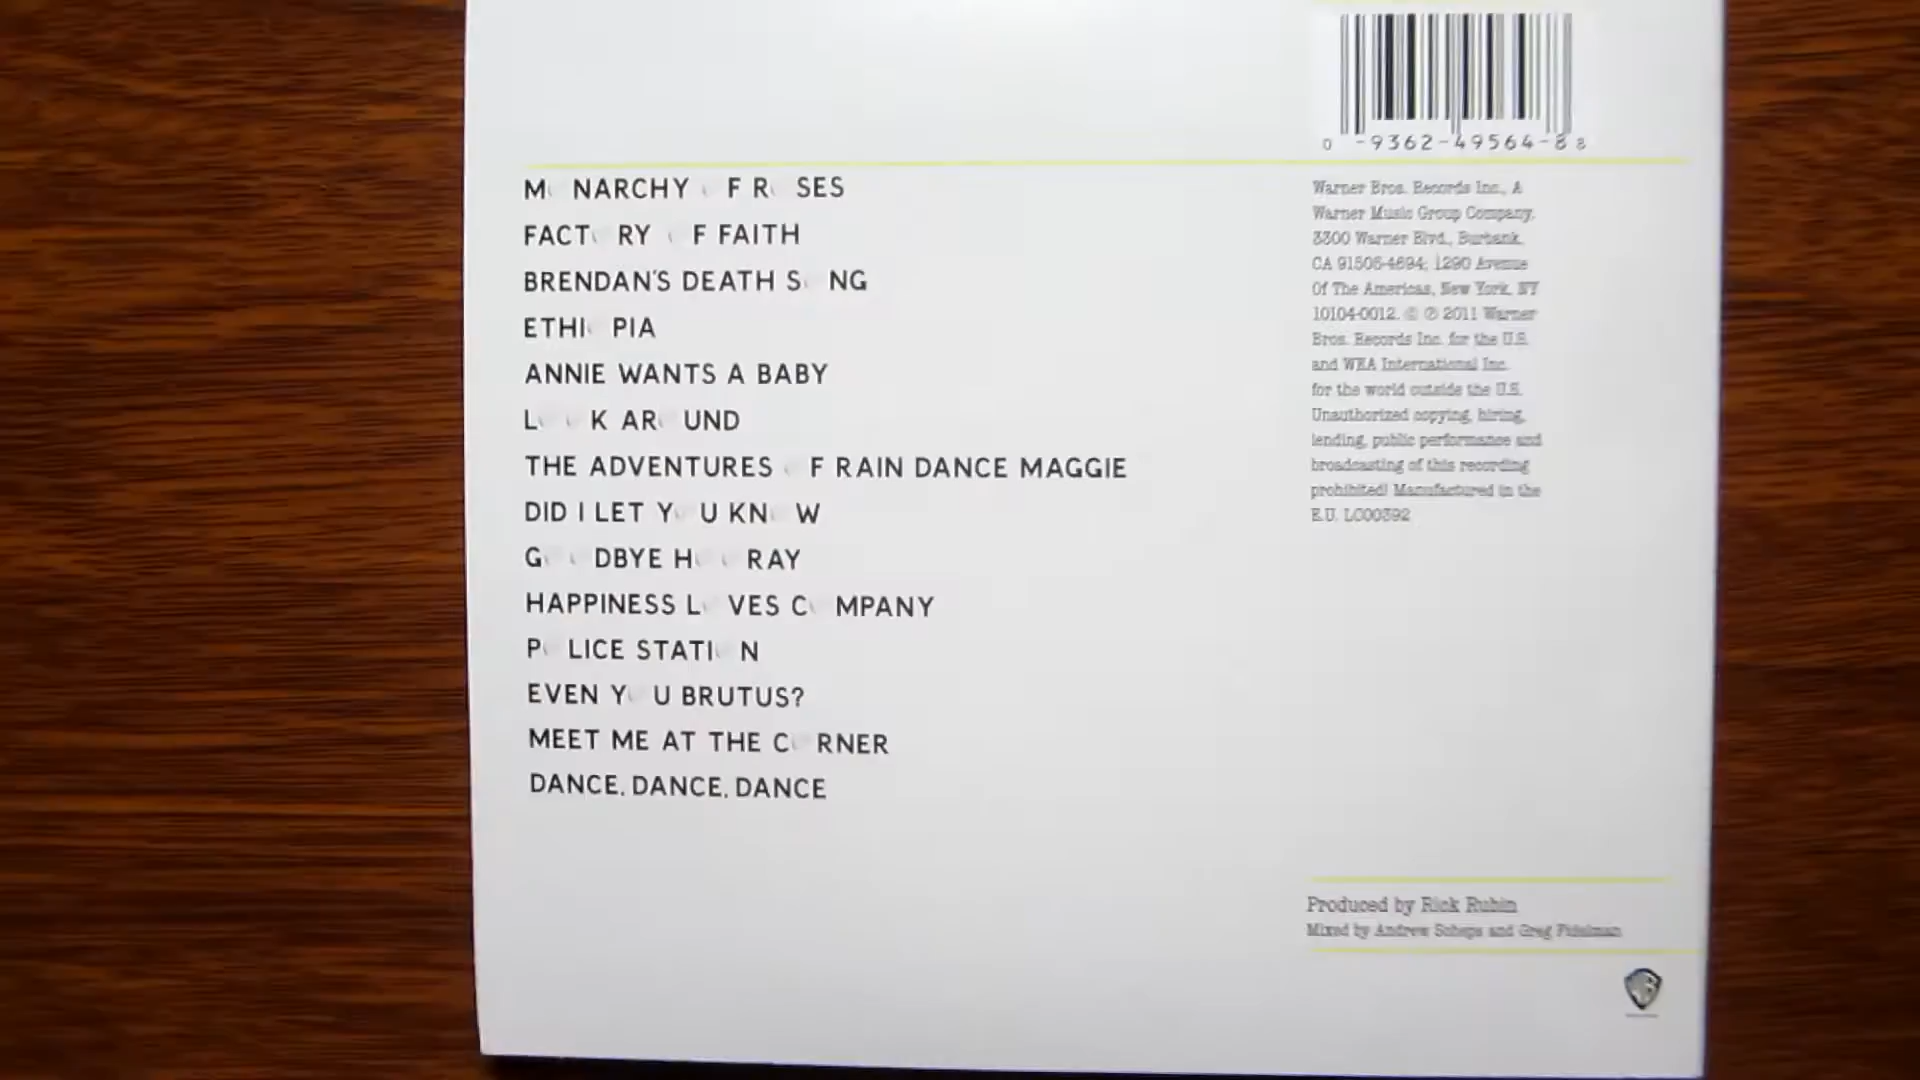 0 -9362-49564-8 8
MONARCHY OF ROSES
FACTORY OF FAITH
BRENDAN'S DEATH SONG
ETHIOPIA
ANNIE WANTS A BABY
LOOK AROUND
THE ADVENTURES OF RAIN DANCE MAGGIE
DID I LET YOU KNOW
GOODBYE HOORAY
HAPPINESS LOVES COMPANY
POLICE STATION
EVEN YOU BRUTUS?
MEET ME AT THE CORNER
DANCE, DANCE, DANCE
Warner Bros. Records Inc., A
Warner Music Group Company,
3300 Warner Blvd., Burbank,
CA 91505-4694; 1290 Avenue
Of The Americas, New York, NY
10104-0012. © ℗ 2011 Warner
Bros. Records Inc. for the U.S.
and WEA International Inc.
for the world outside the U.S.
Unauthorized copying, hiring,
lending, public performance and
broadcasting of this recording
prohibited! Manufactured in the
E.U. LC00392
Produced by Rick Rubin
Mixed by Andrew Scheps and Greg Fidelman